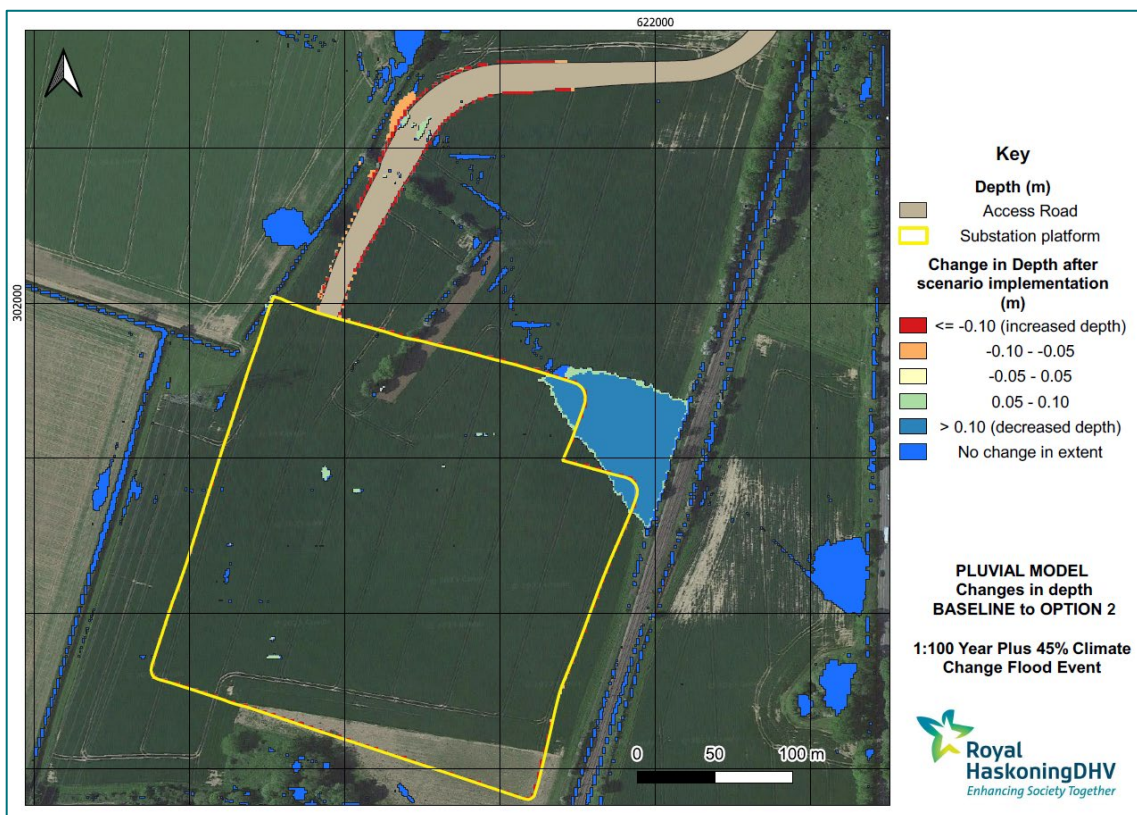 622000
302000
Key
Depth (m)
Access Road
Substation platform
Change in Depth after
scenario implementation
(m)
<= -0.10 (increased depth)
-0.10 - -0.05
-0.05 - 0.05
0.05 - 0.10
> 0.10 (decreased depth)
No change in extent
PLUVIAL MODEL
Changes in depth
BASELINE to OPTION 2
1:100 Year Plus 45% Climate
Change Flood Event
0 50 100 m
Royal
HaskoningDHV
Enhancing Society Together